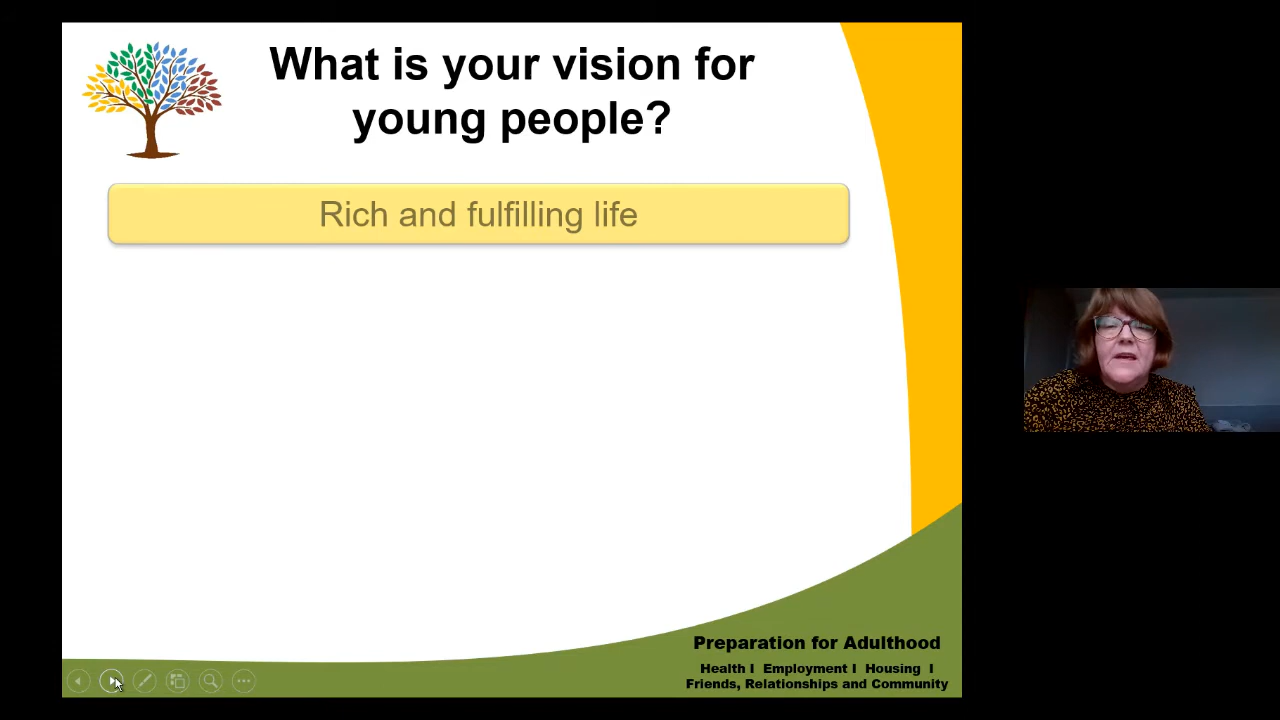 What is your vision for
young people?
Rich and fulfilling life
Preparation for Adulthood
Health I Employment I Housing I
Friends, Relationships and Community